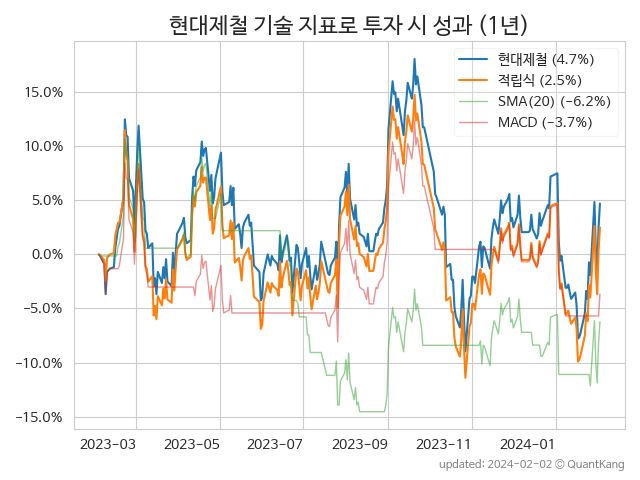 현대제철 기술 지표로 투자 시 성과 (1년)
현대제철 (4.7%)
적립식 (2.5%)
SMA(20) (−6.2%)
MACD (−3.7%)
15.0%
10.0%
5.0%
0.0%
−5.0%
−10.0%
−15.0%
2023-03 2023-05 2023-07 2023-09 2023-11 2024-01
updated: 2024-02-02 © QuantKang